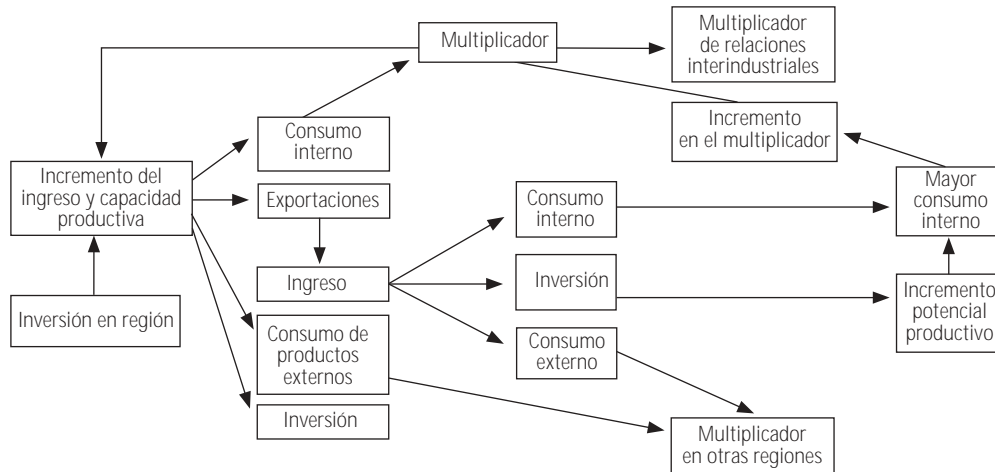 Multiplicador
Multiplicador
de relaciones
interindustriales
Incremento
en el multiplicador
Consumo
interno
Incremento del
ingreso y capacidad
productiva
Exportaciones
Consumo
interno
Mayor
consumo
interno
Ingreso
Inversión
Inversión en región
Incremento
potencial
productivo
Consumo de
productos
externos
Consumo
externo
Inversión
Multiplicador
en otras regiones